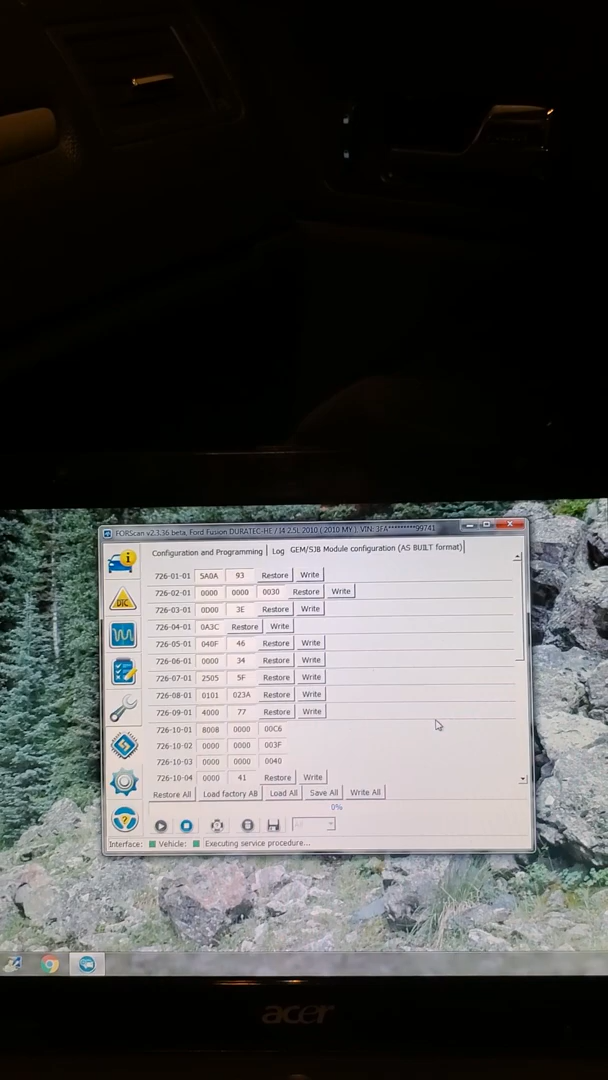 FORScan v2.3.36 beta, Ford Fusion DURATEC-HE / I4 2.5L 2010 ( 2010 MY ), VIN: 3FA*********99741
Configuration and Programming Log GEM/SJB Module configuration (AS BUILT format)
726-01-01 5A0A 93 Restore Write
726-02-01 0000 0000 0030 Restore Write
726-03-01 0D00 3E Restore Write
726-04-01 0A3C Restore Write
726-05-01 040F 46 Restore Write
726-06-01 0000 34 Restore Write
726-07-01 2505 5F Restore Write
726-08-01 0101 023A Restore Write
726-09-01 4000 77 Restore Write
726-10-01 8008 0000 00C6
726-10-02 0000 0000 003F
726-10-03 0000 0000 0040
726-10-04 0000 41 Restore Write
Restore All Load factory AB Load All Save All Write All
0%
Interface: Vehicle: Executing service procedure...
DTC
acer